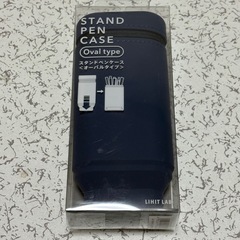 STAND
PEN
CASE
Oval type
スタンドペンケース
<オーバルタイプ>
LIHIT LAB.